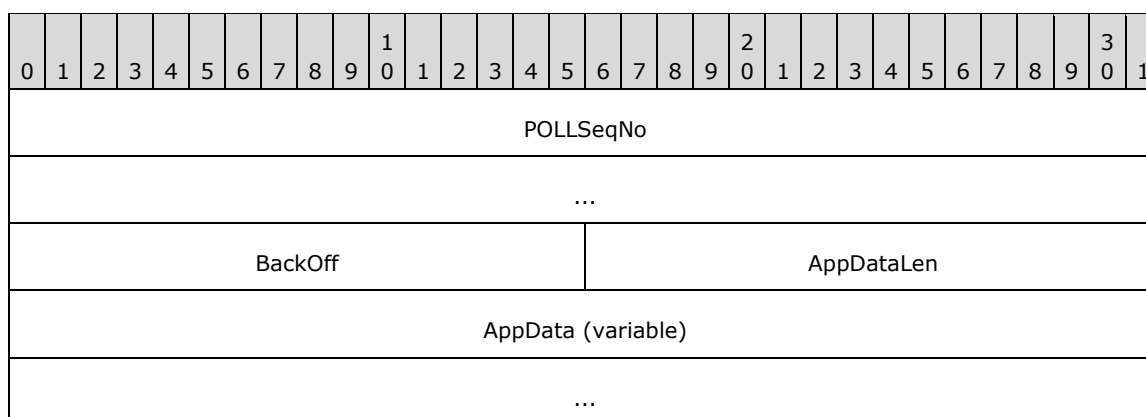 1 2 3
0 1 2 3 4 5 6 7 8 9 0 1 2 3 4 5 6 7 8 9 0 1 2 3 4 5 6 7 8 9 0 1
POLLSeqNo
...
BackOff AppDataLen
AppData (variable)
...